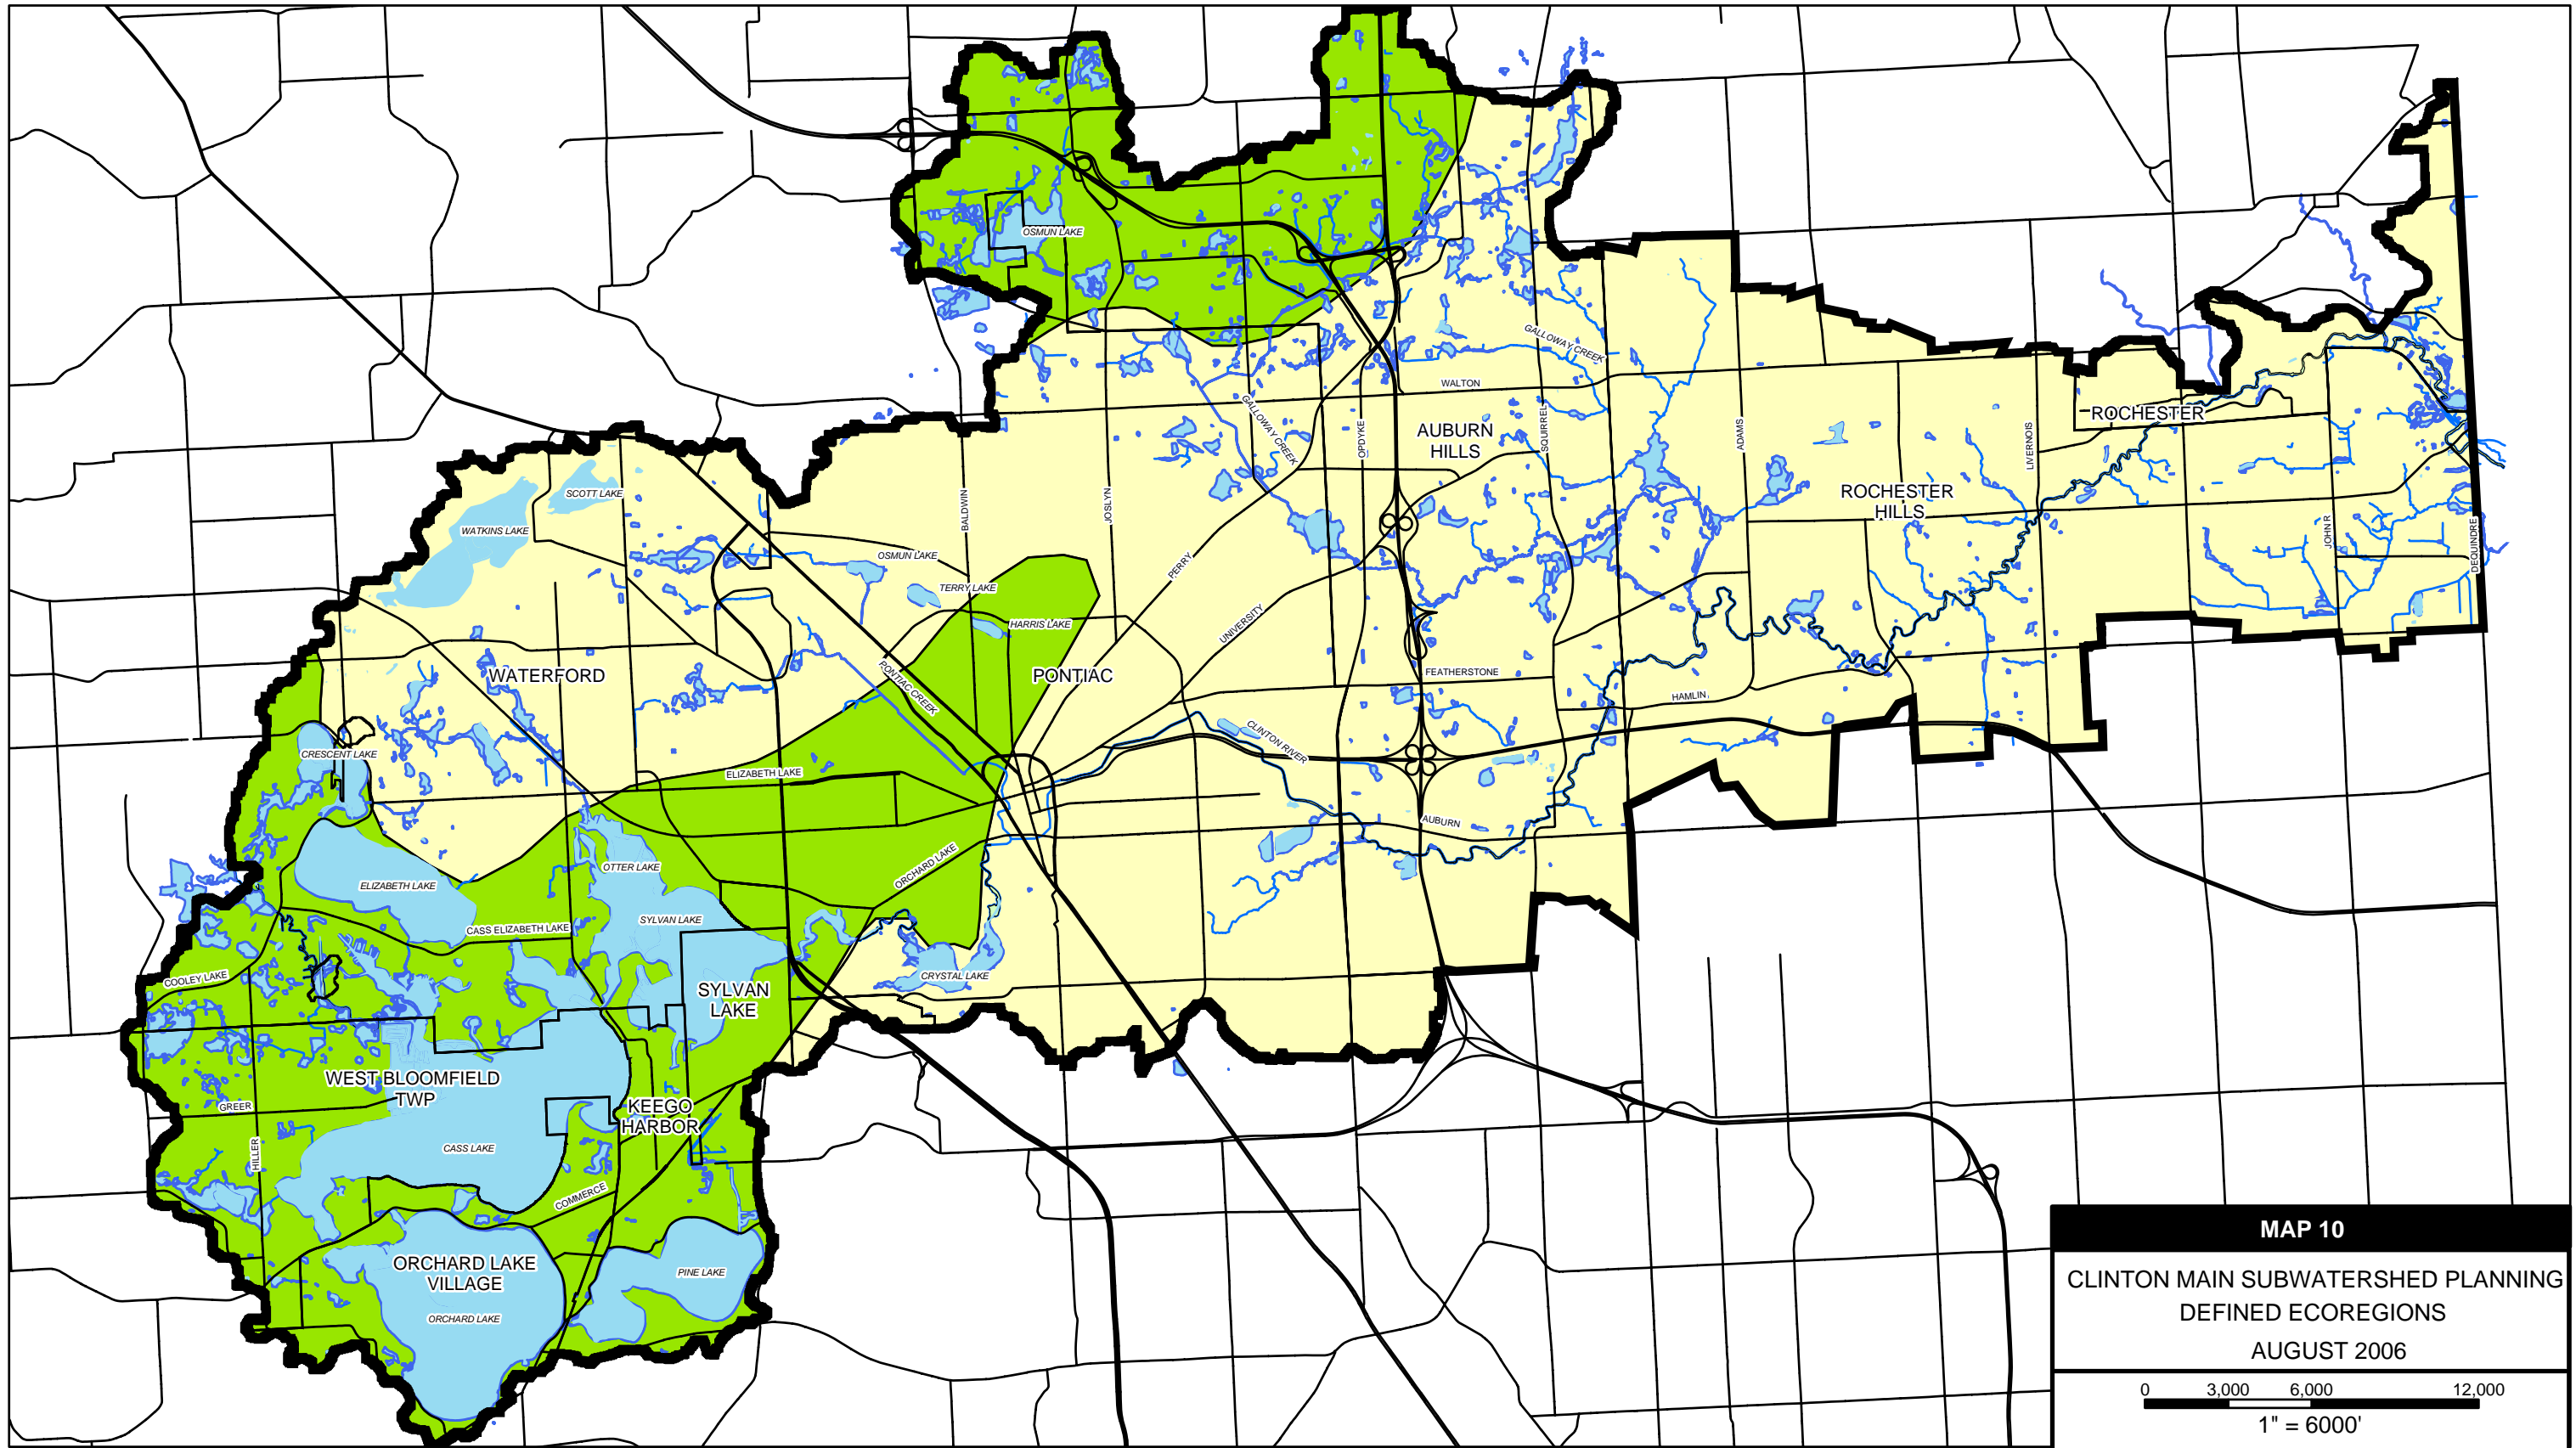 OSMUN LAKE
GALLOWAY CREEK
WALTON
GALLOWAY CREEK
OPDYKE
AUBURN
HILLS
SQUIRREL
ADAMS
LIVERNOIS
ROCHESTER
ROCHESTER
HILLS
JOHN R
DEQUINDRE
SCOTT LAKE
WATKINS LAKE
BALDWIN
JOSLYN
OSMUN LAKE
TERRY LAKE
PERRY
HARRIS LAKE
UNIVERSITY
WATERFORD
PONTIAC CREEK
PONTIAC
FEATHERSTONE
HAMLIN
CLINTON RIVER
CRESCENT LAKE
ELIZABETH LAKE
AUBURN
OTTER LAKE
ORCHARD LAKE
ELIZABETH LAKE
SYLVAN LAKE
CASS ELIZABETH LAKE
COOLEY LAKE
CRYSTAL LAKE
SYLVAN
LAKE
WEST BLOOMFIELD
TWP
GREER
KEEGO
HARBOR
HILLER
CASS LAKE
COMMERCE
ORCHARD LAKE
VILLAGE
PINE LAKE
ORCHARD LAKE
MAP 10
CLINTON MAIN SUBWATERSHED PLANNING
DEFINED ECOREGIONS
AUGUST 2006
0 3,000 6,000 12,000
1" = 6000'